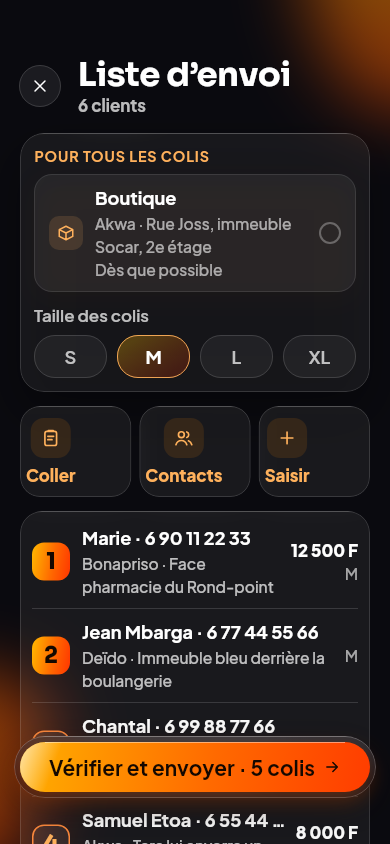 Liste d'envoi
6 clients
POUR TOUS LES COLIS
Boutique
Akwa · Rue Joss, immeuble
Socar, 2e étage
Dès que possible
Taille des colis
S M L XL
Coller Contacts Saisir
1 Marie · 6 90 11 22 33 12 500 F
Bonapriso · Face M
pharmacie du Rond-point
2 Jean Mbarga · 6 77 44 55 66
Deïdo · Immeuble bleu derrière la M
boulangerie
Chantal · 6 99 88 77 66
Vérifier et envoyer · 5 colis →
4 Samuel Etoa · 6 55 44 ... 8 000 F